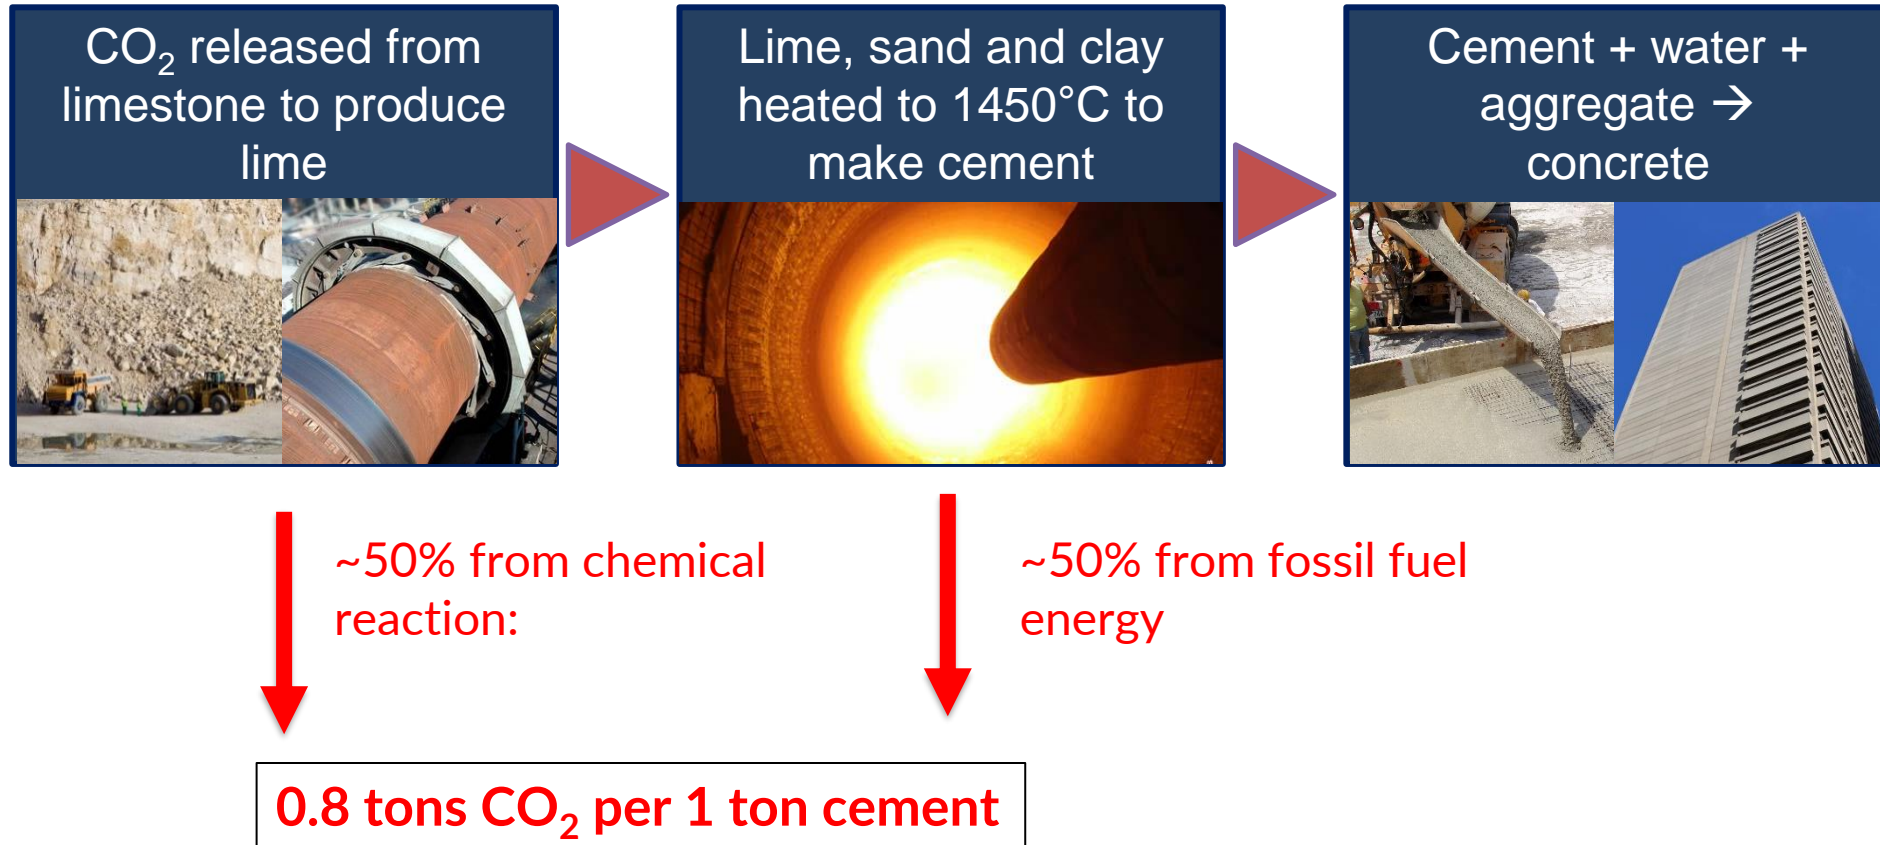 CO₂ released from
limestone to produce
lime
Lime, sand and clay
heated to 1450°C to
make cement
Cement + water +
aggregate →
concrete
~50% from chemical
reaction:
~50% from fossil fuel
energy
0.8 tons CO₂ per 1 ton cement